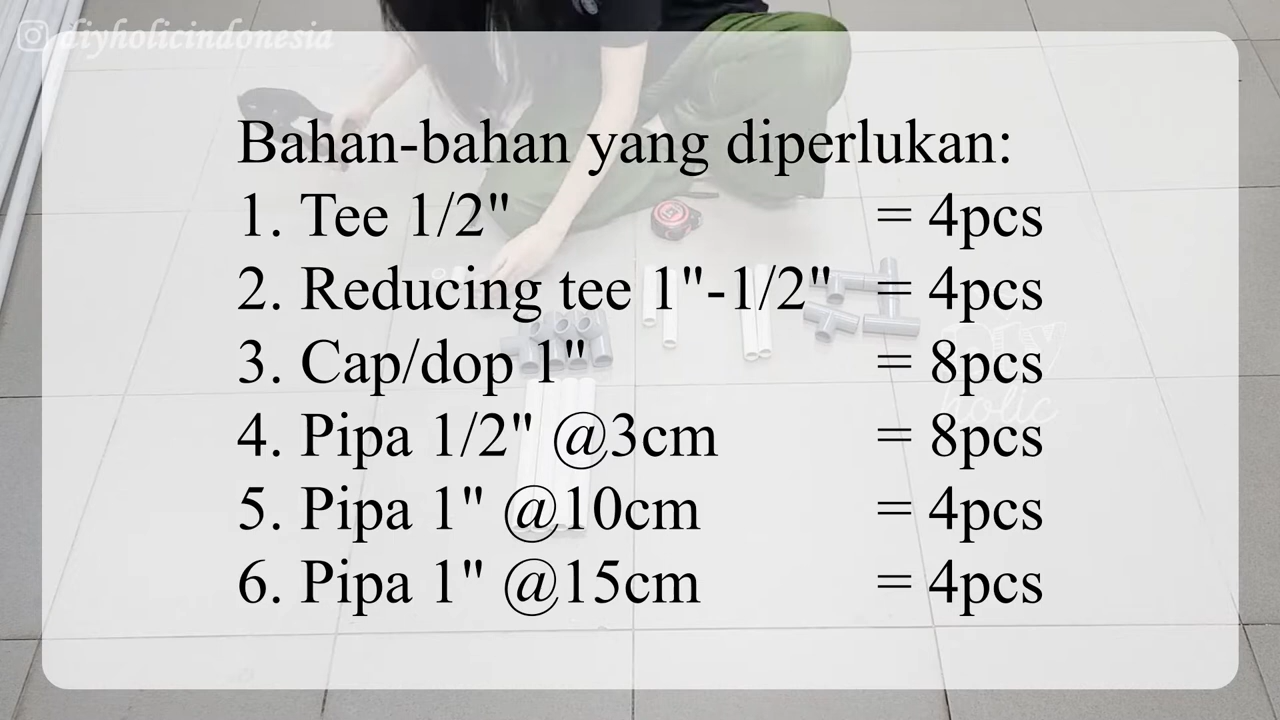 diyholicindonesia
Bahan-bahan yang diperlukan:
1. Tee 1/2" = 4pcs
2. Reducing tee 1"-1/2" = 4pcs
3. Cap/dop 1" = 8pcs
4. Pipa 1/2" @3cm = 8pcs
5. Pipa 1" @10cm = 4pcs
6. Pipa 1" @15cm = 4pcs
DIY
holic